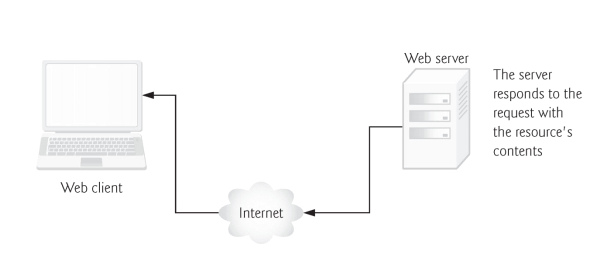 Web server
The server
responds to the
request with
the resource's
contents
Web client
Internet